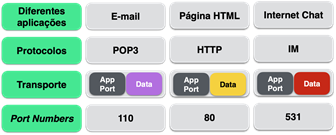 Diferentes aplicações E-mail Página HTML Internet Chat
Protocolos POP3 HTTP IM
Transporte App Port Data App Port Data App Port Data
Port Numbers 110 80 531